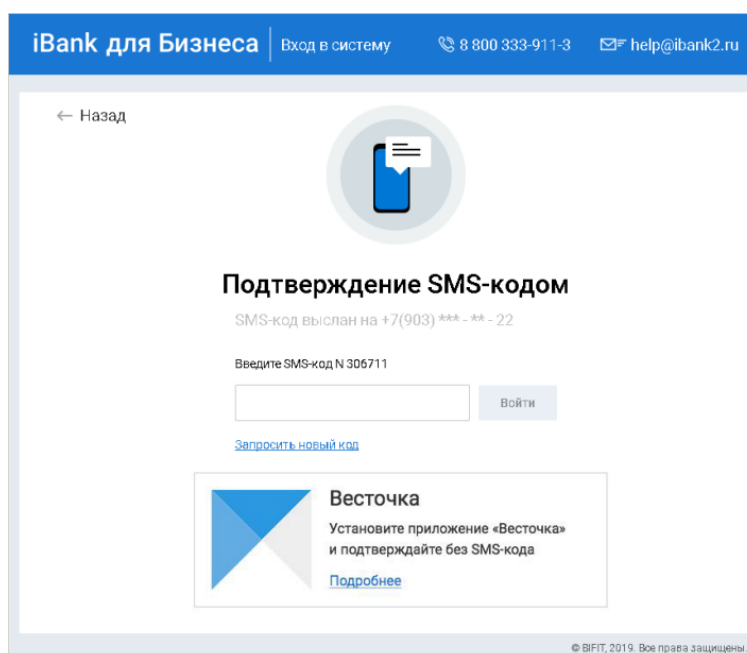 iBank для Бизнеса Вход в систему 8 800 333-911-3 help@ibank2.ru
← Назад
Подтверждение SMS-кодом
SMS-код выслан на +7(903) *** - ** - 22
Введите SMS-код N 306711
Войти
Запросить новый код
Весточка
Установите приложение «Весточка»
и подтверждайте без SMS-кода
Подробнее
© BIFIT, 2019. Все права защищены.